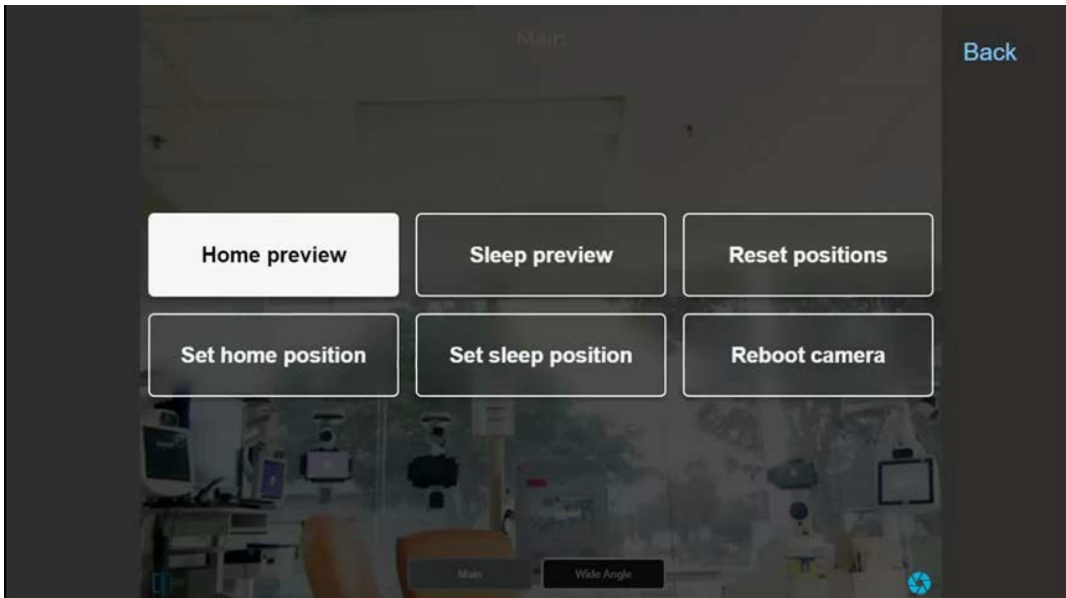 Main
Back
Home preview
Sleep preview
Reset positions
Set home position
Set sleep position
Reboot camera
Main
Wide Angle